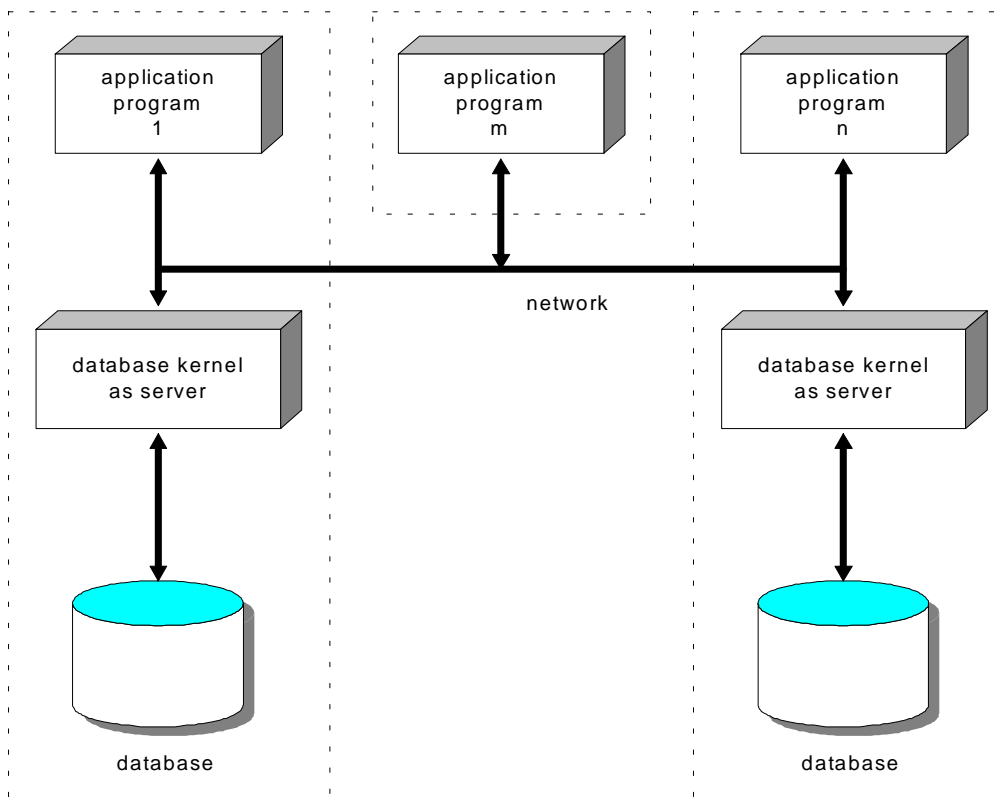 application
program
1
application
program
m
application
program
n
network
database kernel
as server
database kernel
as server
database
database